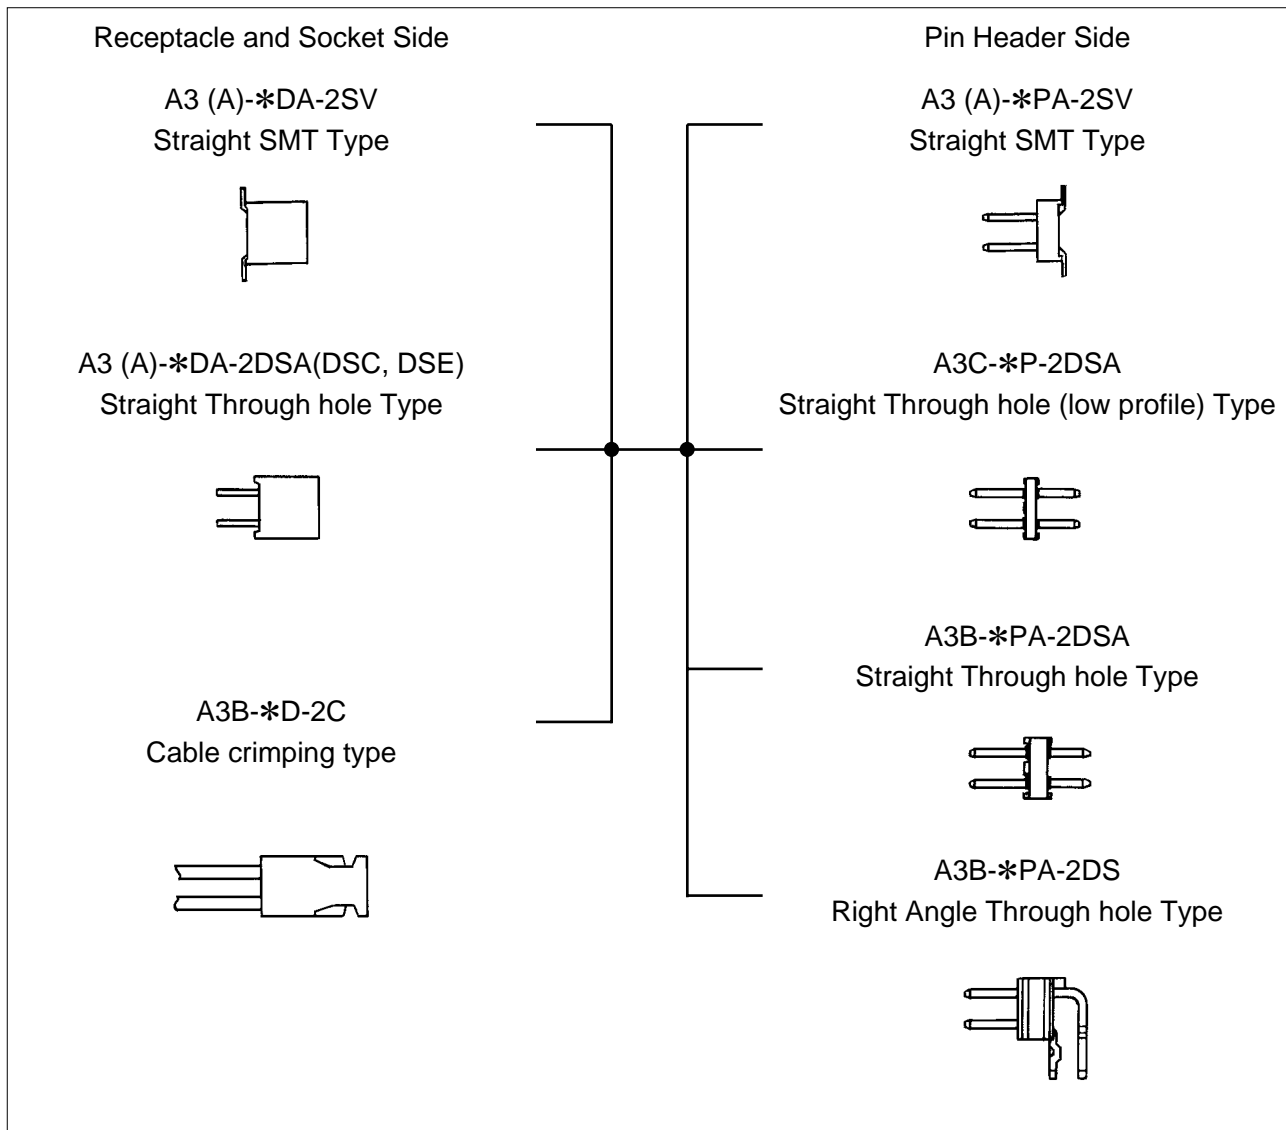 Receptacle and Socket Side
A3 (A)-*DA-2SV
Straight SMT Type
A3 (A)-*DA-2DSA(DSC, DSE)
Straight Through hole Type
A3B-*D-2C
Cable crimping type
Pin Header Side
A3 (A)-*PA-2SV
Straight SMT Type
A3C-*P-2DSA
Straight Through hole (low profile) Type
A3B-*PA-2DSA
Straight Through hole Type
A3B-*PA-2DS
Right Angle Through hole Type